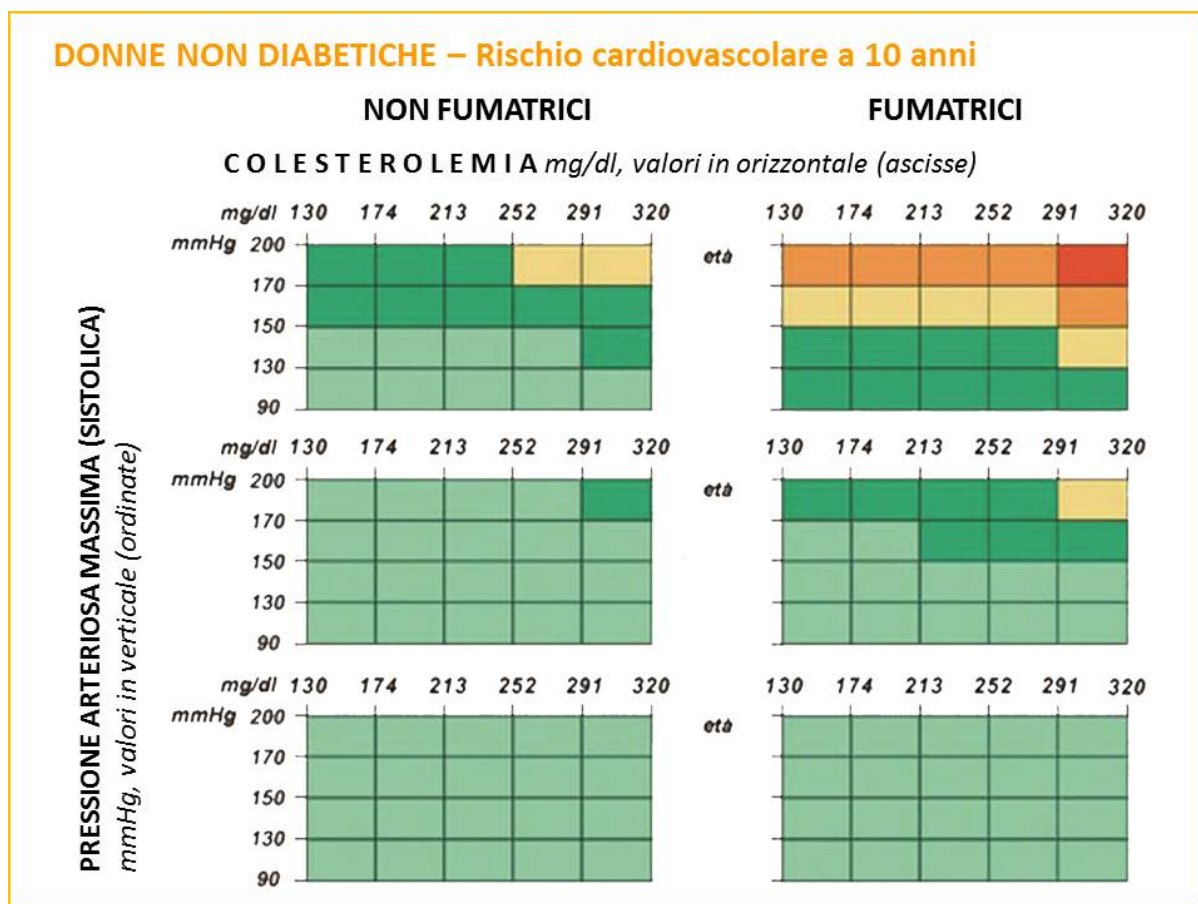 DONNE NON DIABETICHE – Rischio cardiovascolare a 10 anni
NON FUMATRICI FUMATRICI
COLESTEROLEMIA mg/dl, valori in orizzontale (ascisse)
PRESSIONE ARTERIOSA MASSIMA (SISTOLICA)
mmHg, valori in verticale (ordinate)
mg/dl 130 174 213 252 291 320 130 174 213 252 291 320
mmHg 200 età
170
150
130
90
mg/dl 130 174 213 252 291 320 130 174 213 252 291 320
mmHg 200 età
170
150
130
90
mg/dl 130 174 213 252 291 320 130 174 213 252 291 320
mmHg 200 età
170
150
130
90